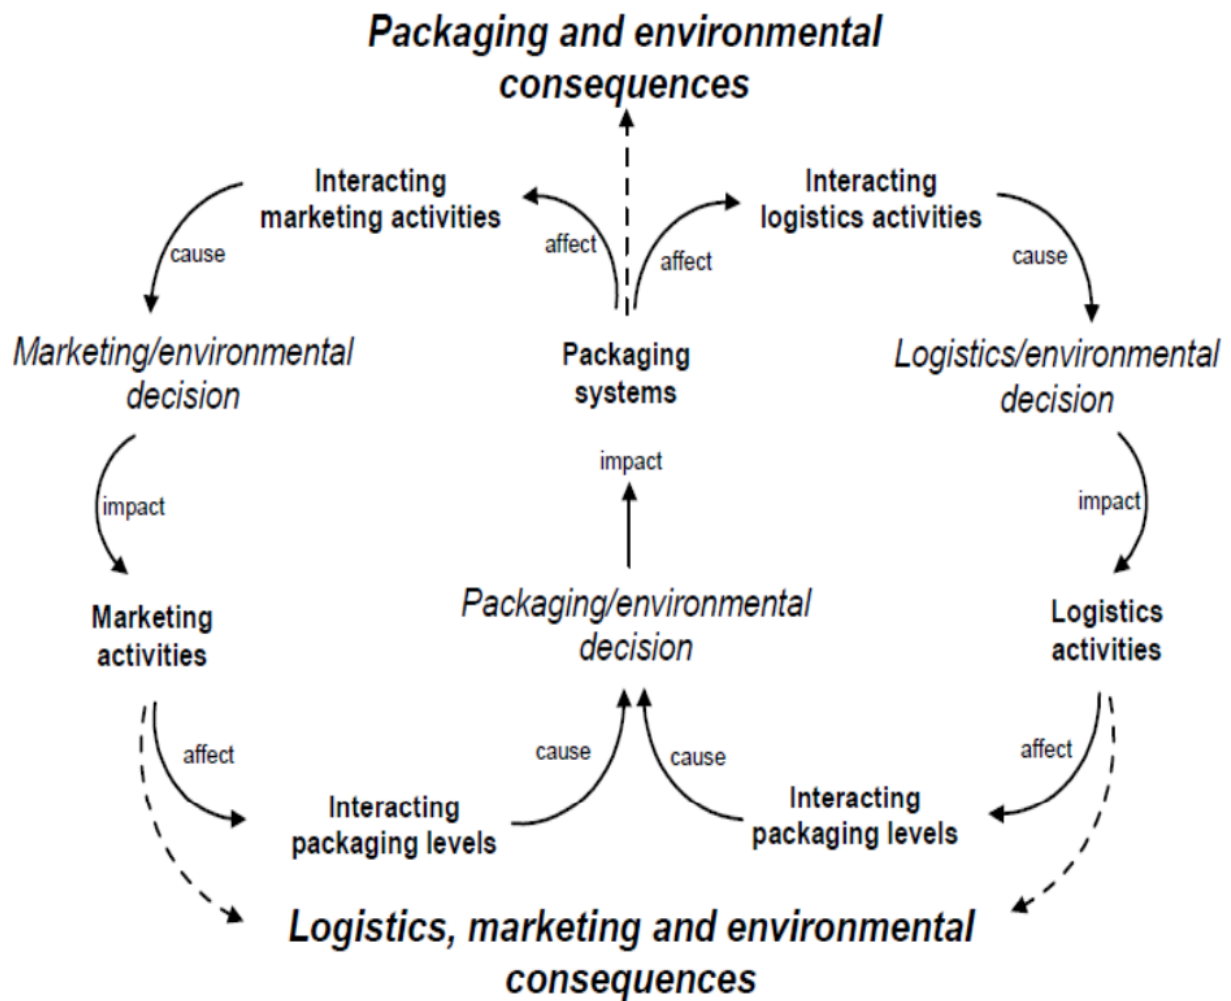 Packaging and environmental
consequences
Interacting
marketing activities
Interacting
logistics activities
affect
affect
cause
cause
Marketing/environmental
decision
Packaging
systems
Logistics/environmental
decision
impact
impact
impact
Marketing
activities
Packaging/environmental
decision
Logistics
activities
affect
cause
cause
affect
Interacting
packaging levels
Interacting
packaging levels
Logistics, marketing and environmental
consequences